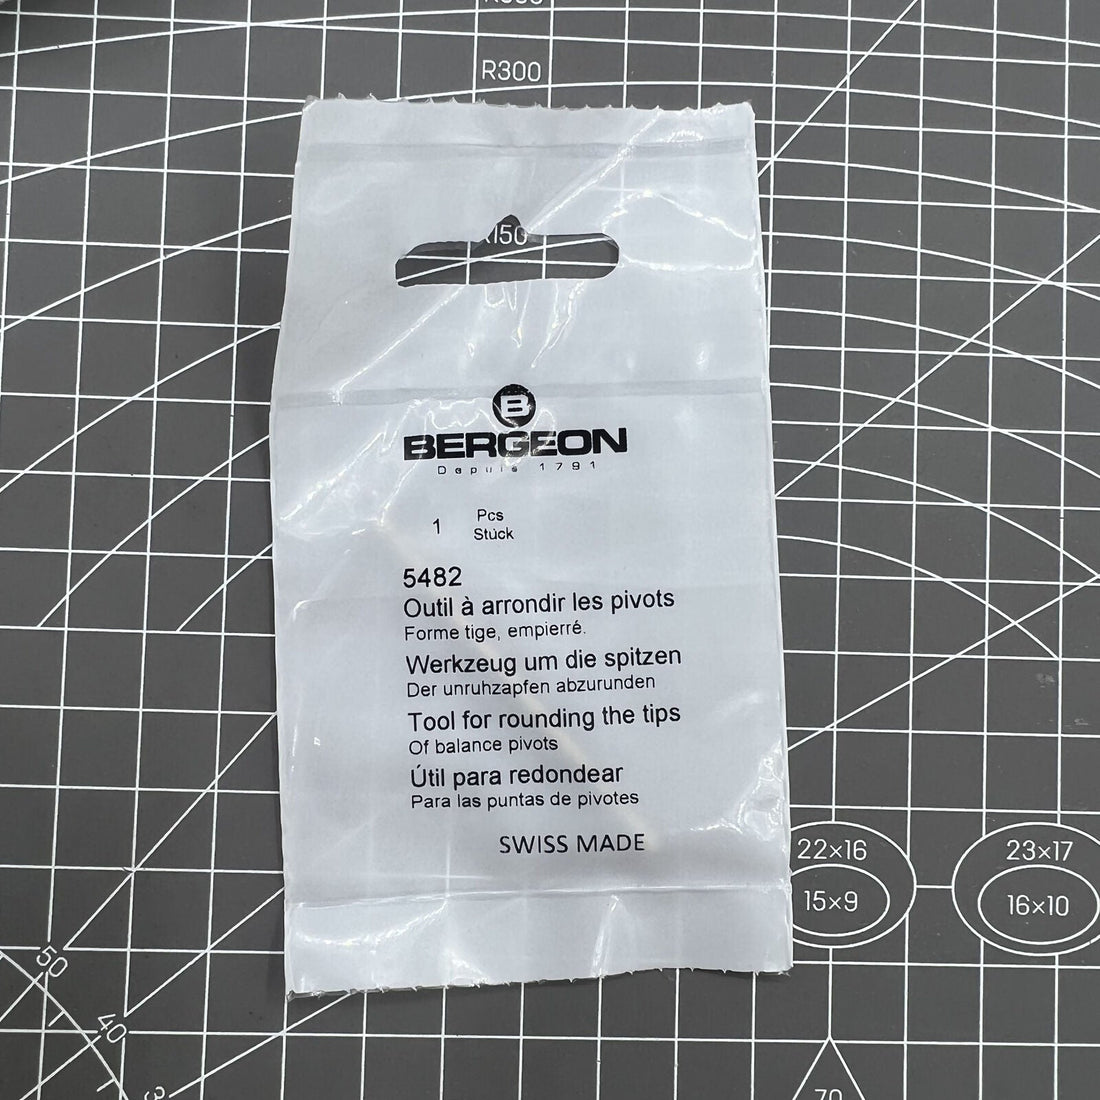 R300
R150
B
BERGEON
Depuis 1791
1 Pcs
Stück
5482
Outil à arrondir les pivots
Forme tige, empierré.
Werkzeug um die spitzen
Der unruhzapfen abzurunden
Tool for rounding the tips
Of balance pivots
Útil para redondear
Para las puntas de pivotes
SWISS MADE
22×16
15×9
23×17
16×10
50
40
70